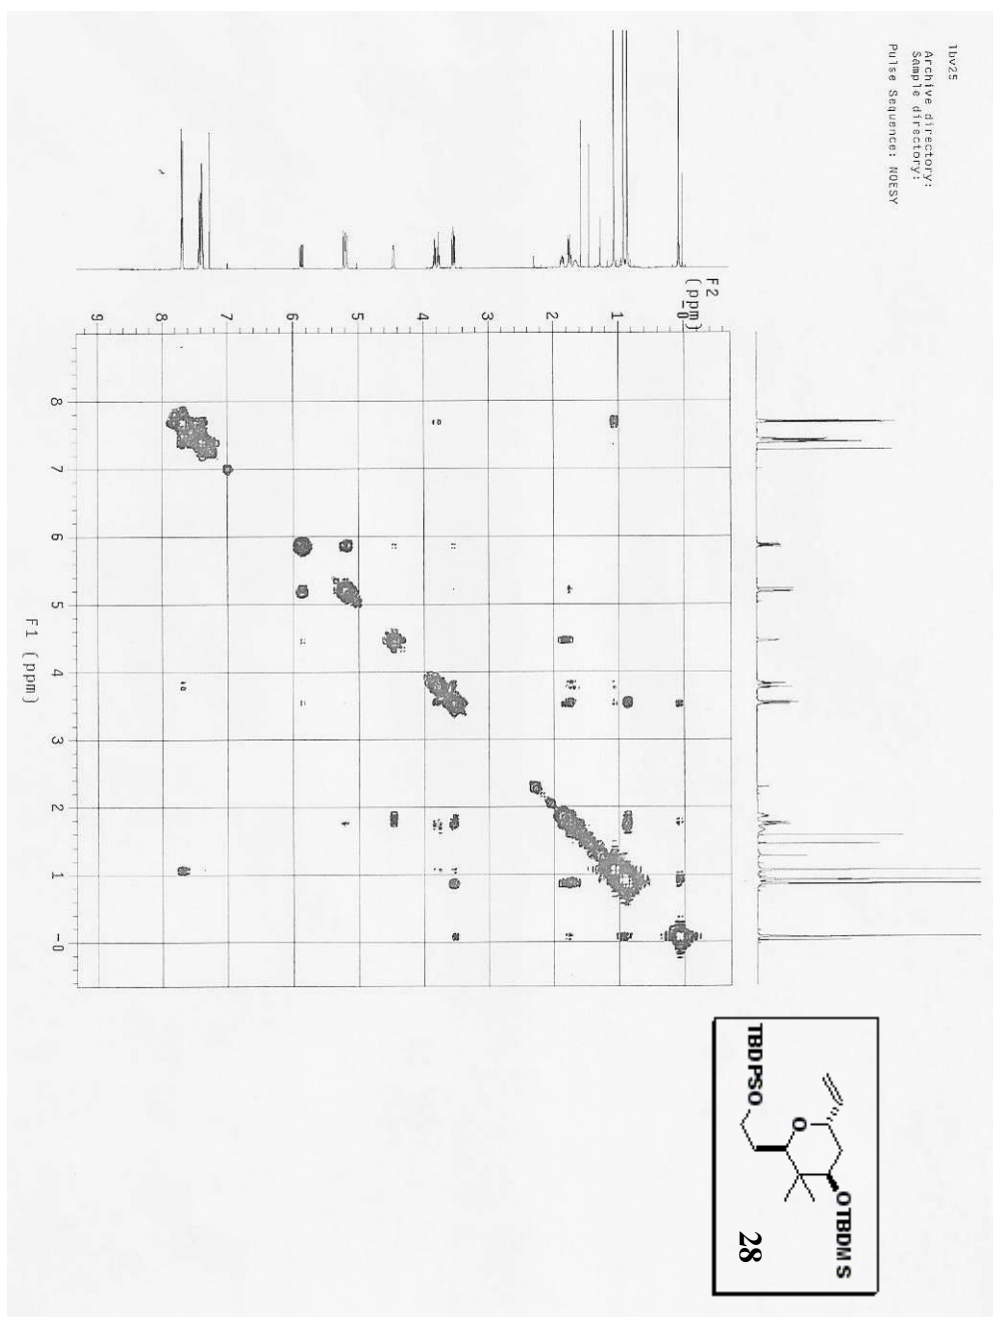 1bv25
Archive directory:
Sample directory:
Pulse Sequence: NOESY
F2
(ppm)
9 8 7 6 5 4 3 2 1 -0
8 7 6 5 4 3 2 1 -0
F1 (ppm)
O
OTBDMS
TBDPSO
28